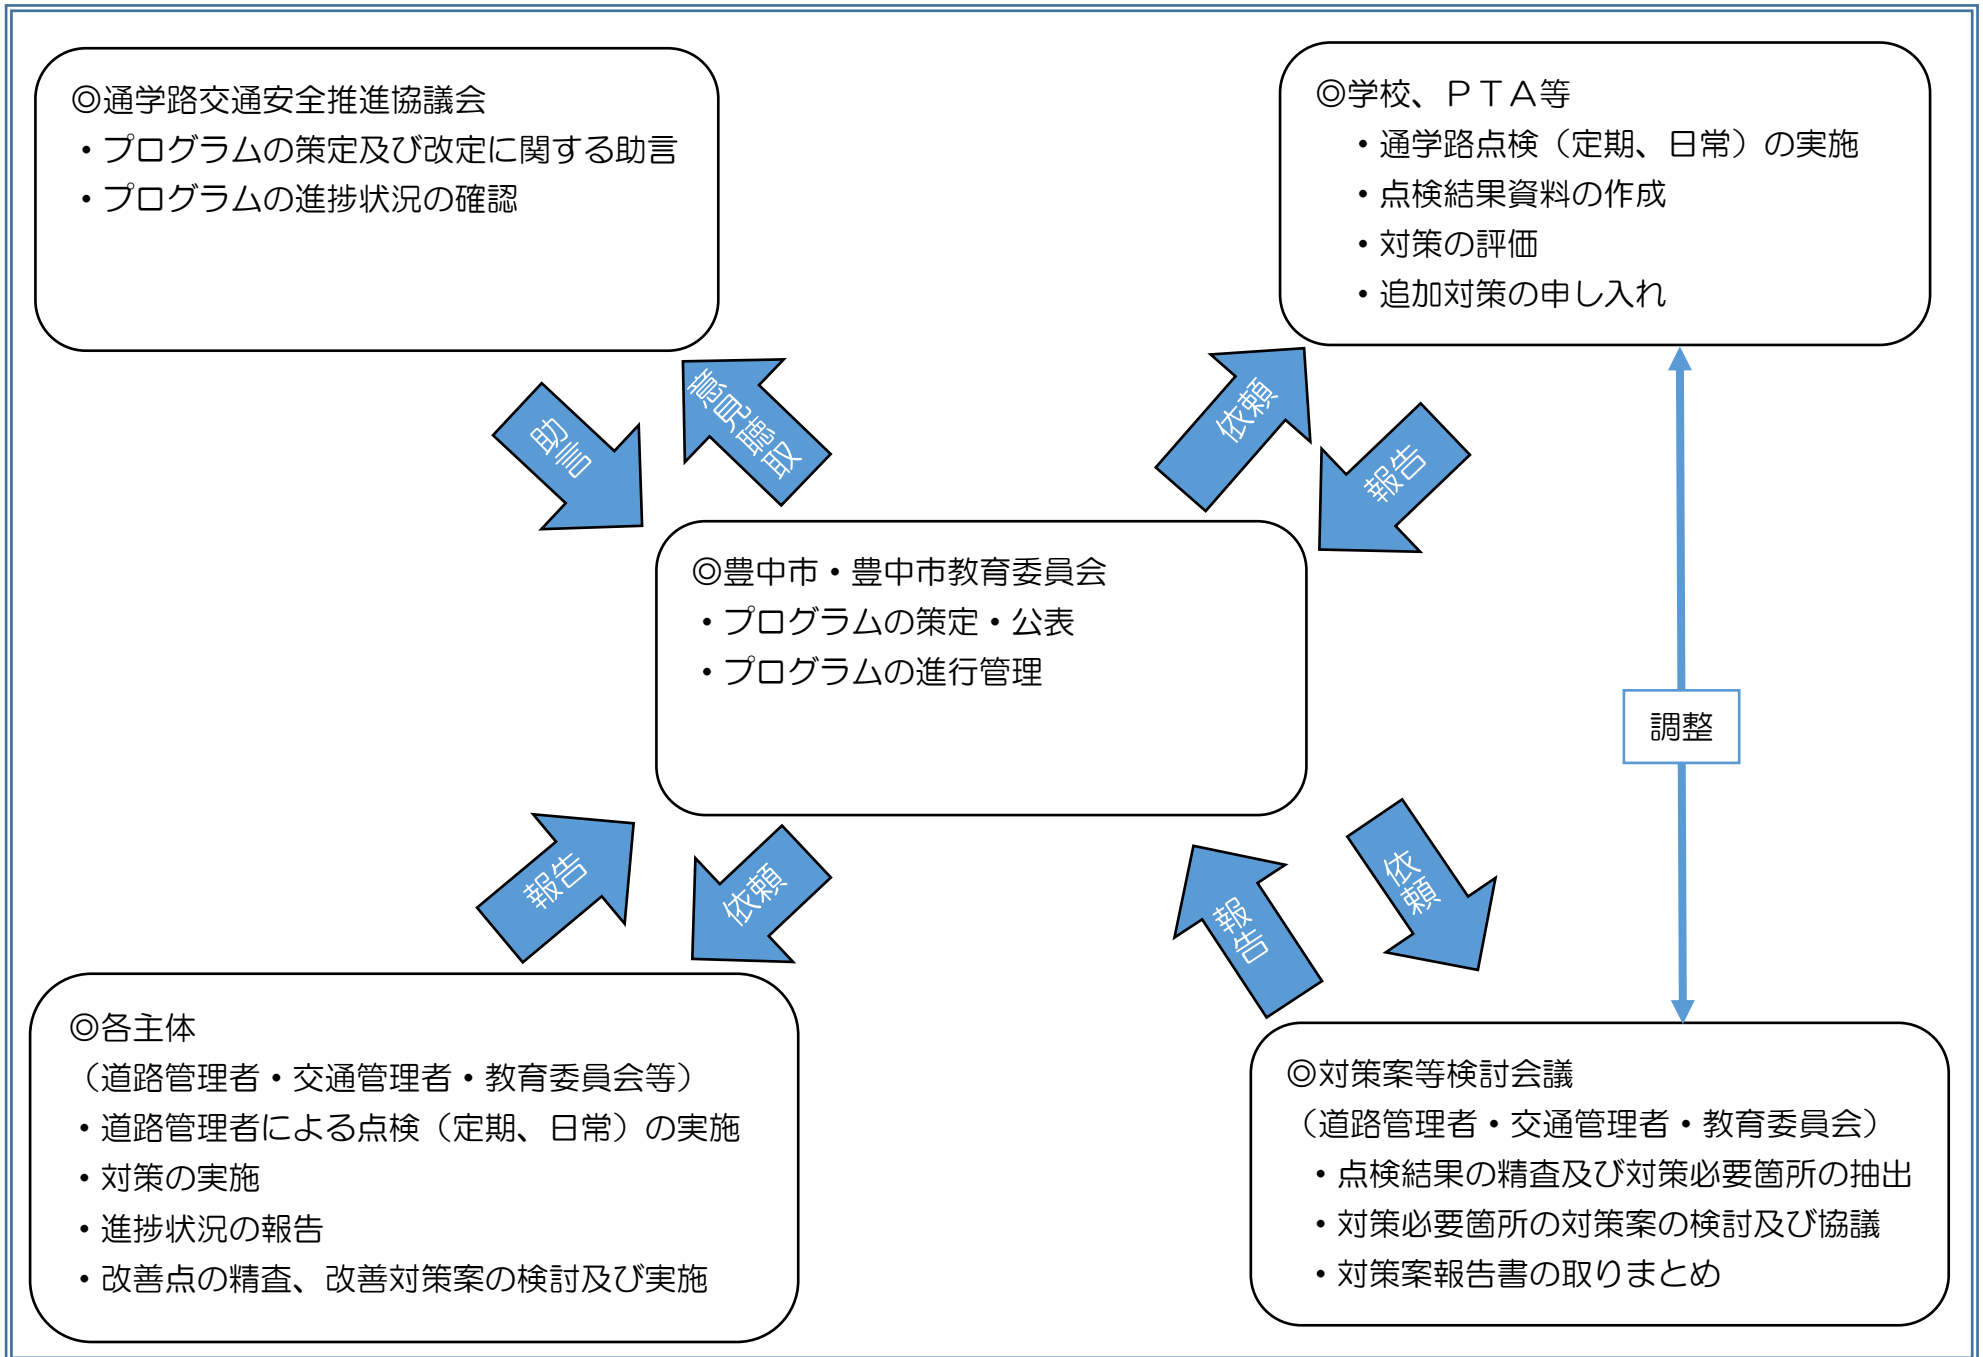 ◎通学路交通安全推進協議会
・プログラムの策定及び改定に関する助言
・プログラムの進捗状況の確認
◎学校、ＰＴＡ等
・通学路点検（定期、日常）の実施
・点検結果資料の作成
・対策の評価
・追加対策の申し入れ
助言
意見聴取
依頼
報告
◎豊中市・豊中市教育委員会
・プログラムの策定・公表
・プログラムの進行管理
調整
報告
依頼
報告
依頼
◎各主体
（道路管理者・交通管理者・教育委員会等）
・道路管理者による点検（定期、日常）の実施
・対策の実施
・進捗状況の報告
・改善点の精査、改善対策案の検討及び実施
◎対策案等検討会議
（道路管理者・交通管理者・教育委員会）
・点検結果の精査及び対策必要箇所の抽出
・対策必要箇所の対策案の検討及び協議
・対策案報告書の取りまとめ